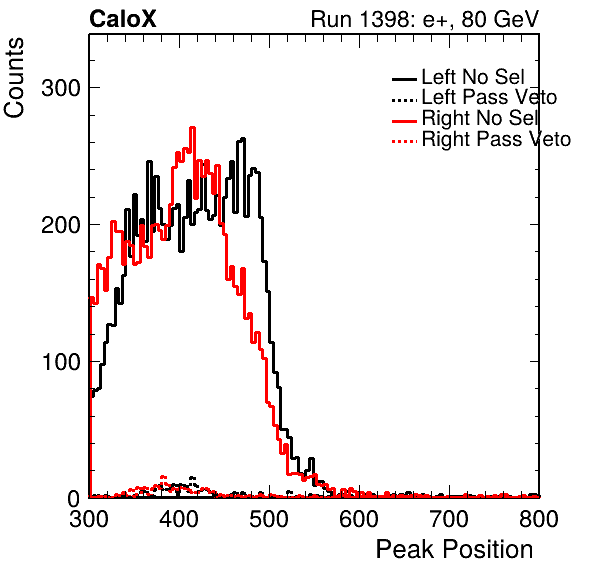 CaloX Run 1398: e+, 80 GeV
Counts
Left No Sel
Left Pass Veto
Right No Sel
Right Pass Veto
300
200
100
0
300 400 500 600 700 800
Peak Position